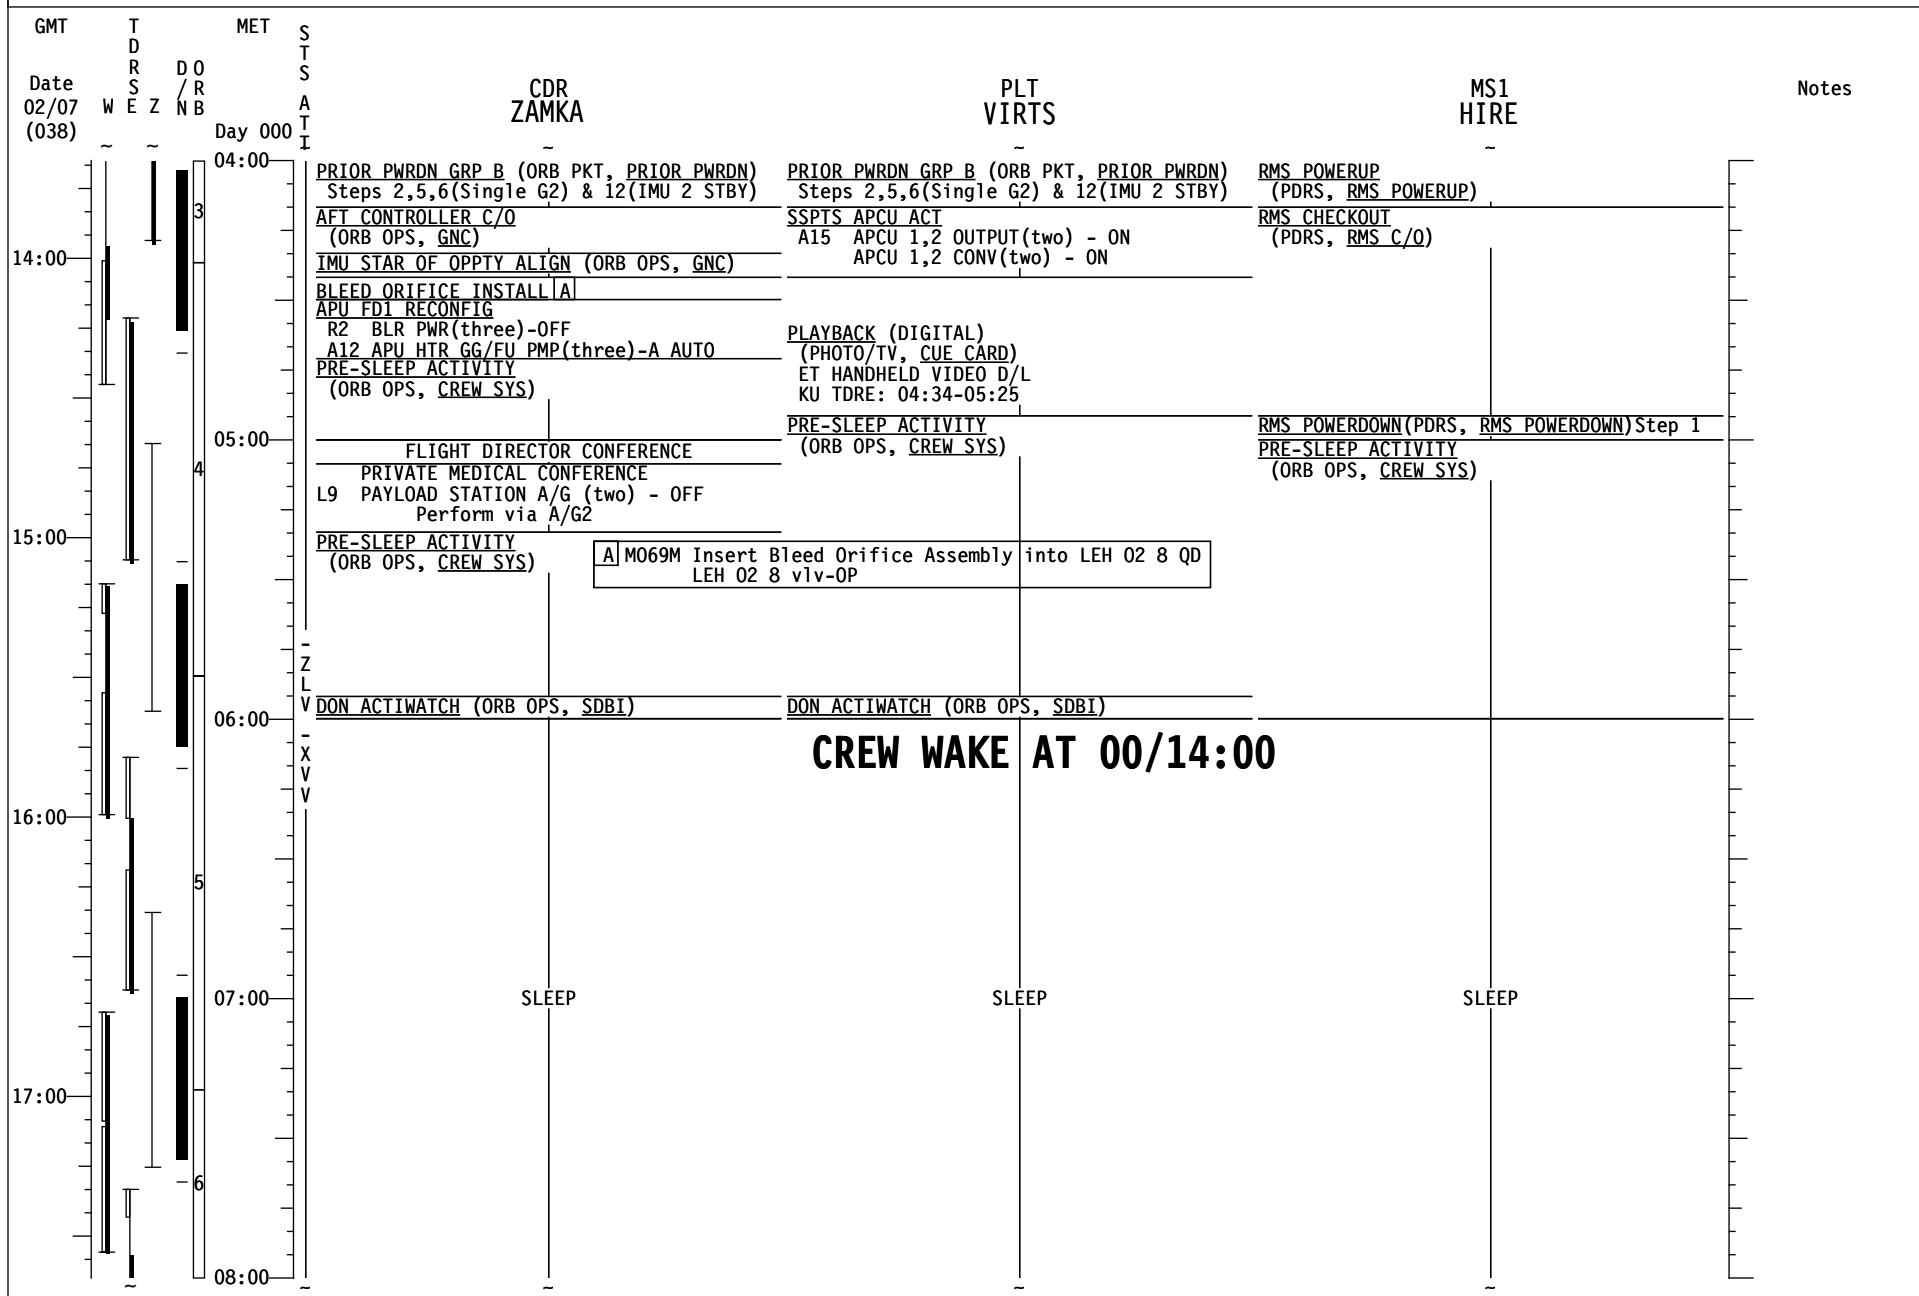 GMT
TDRS
MET
STS ATT
Date
02/07
(038)
W E Z
D/N
ORB
Day 000
CDR
ZAMKA
PLT
VIRTS
MS1
HIRE
Notes
~ ~ ~ ~ ~ ~
04:00
05:00
06:00
07:00
08:00
14:00
15:00
16:00
17:00
3
4
5
6
-ZLV
-XVV
PRIOR PWRDN GRP B (ORB PKT, PRIOR PWRDN)
Steps 2,5,6(Single G2) & 12(IMU 2 STBY)
AFT CONTROLLER C/O
(ORB OPS, GNC)
IMU STAR OF OPPTY ALIGN (ORB OPS, GNC)
BLEED ORIFICE INSTALL A
APU FD1 RECONFIG
R2 BLR PWR(three)-OFF
A12 APU HTR GG/FU PMP(three)-A AUTO
PRE-SLEEP ACTIVITY
(ORB OPS, CREW SYS)
FLIGHT DIRECTOR CONFERENCE
PRIVATE MEDICAL CONFERENCE
L9 PAYLOAD STATION A/G (two) - OFF
Perform via A/G2
PRE-SLEEP ACTIVITY
(ORB OPS, CREW SYS)
DON ACTIWATCH (ORB OPS, SDBI)
SLEEP
PRIOR PWRDN GRP B (ORB PKT, PRIOR PWRDN)
Steps 2,5,6(Single G2) & 12(IMU 2 STBY)
SSPTS APCU ACT
A15 APCU 1,2 OUTPUT(two) - ON
APCU 1,2 CONV(two) - ON
PLAYBACK (DIGITAL)
(PHOTO/TV, CUE CARD)
ET HANDHELD VIDEO D/L
KU TDRE: 04:34-05:25
PRE-SLEEP ACTIVITY
(ORB OPS, CREW SYS)
A MO69M Insert Bleed Orifice Assembly into LEH O2 8 QD
LEH O2 8 vlv-OP
DON ACTIWATCH (ORB OPS, SDBI)
CREW WAKE AT 00/14:00
SLEEP
RMS POWERUP
(PDRS, RMS POWERUP)
RMS CHECKOUT
(PDRS, RMS C/O)
RMS POWERDOWN(PDRS, RMS POWERDOWN)Step 1
PRE-SLEEP ACTIVITY
(ORB OPS, CREW SYS)
SLEEP
~ ~ ~ ~ ~